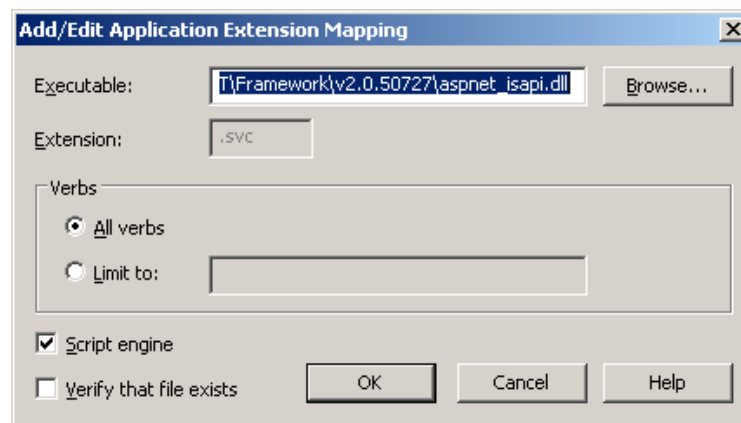 Add/Edit Application Extension Mapping
Executable: T\Framework\v2.0.50727\aspnet_isapi.dll Browse...
Extension: .svc
Verbs
All verbs
Limit to:
Script engine
Verify that file exists OK Cancel Help